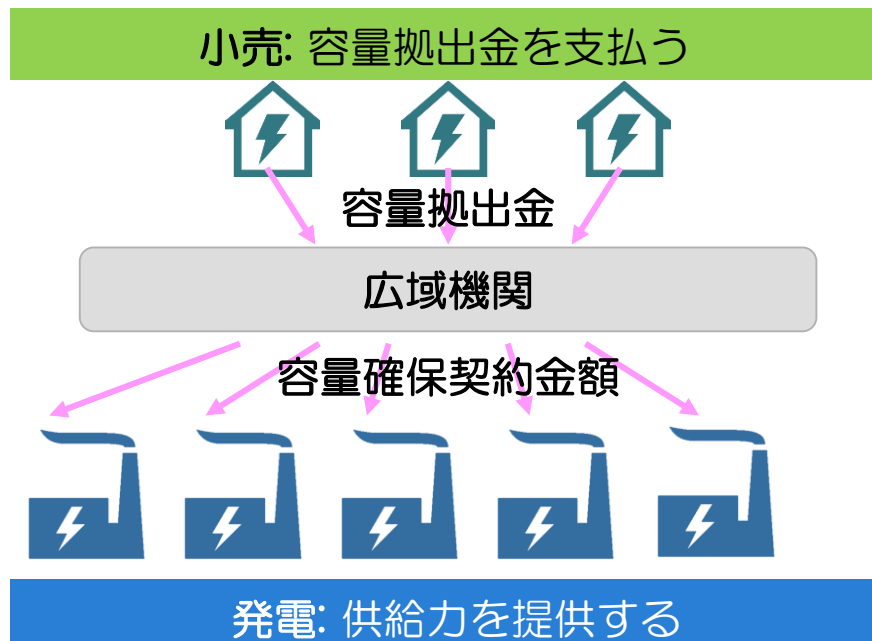 小売: 容量拠出金を支払う
容量拠出金
広域機関
容量確保契約金額
発電: 供給力を提供する